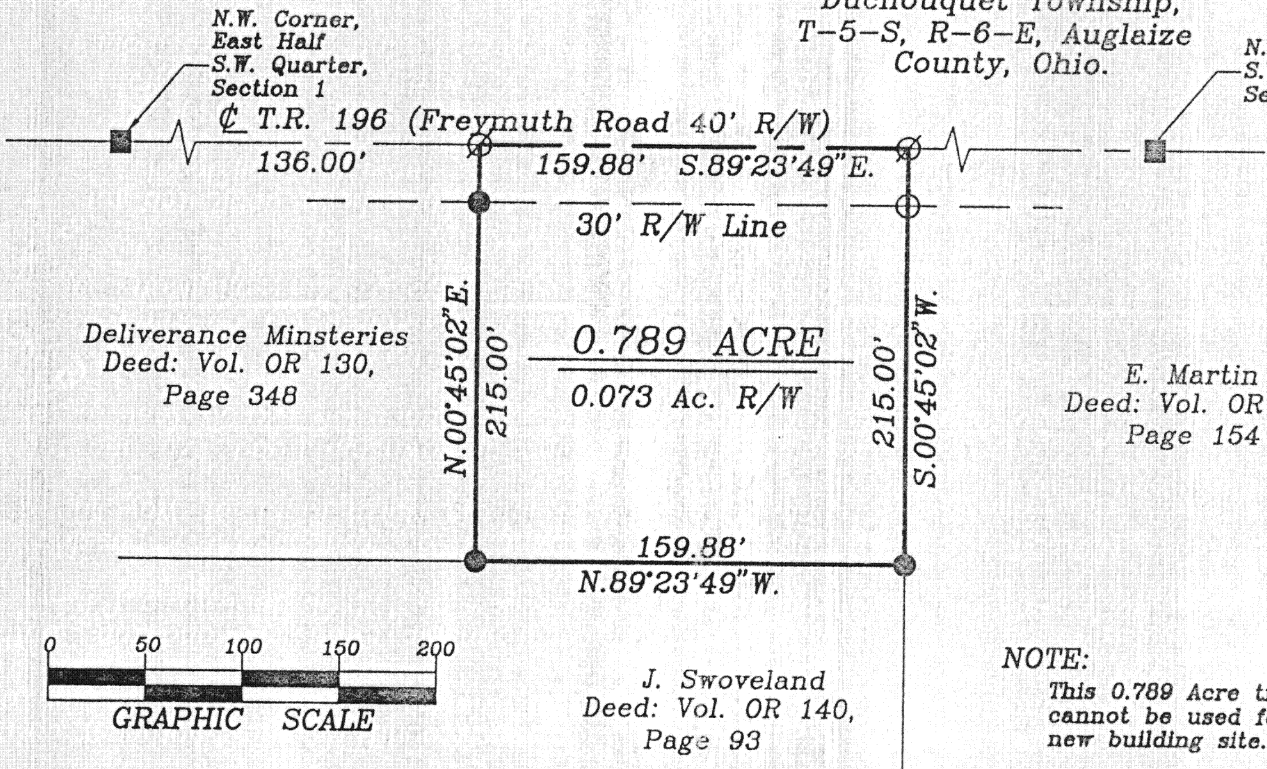 Duchouquet Township,
T-5-S, R-6-E, Auglaize
County, Ohio.
N.W. Corner,
East Half
S.W. Quarter,
Section 1
N.
S.
Se
℄ T.R. 196 (Freymuth Road 40' R/W)
136.00'
159.88' S.89°23'49"E.
30' R/W Line
N.00°45'02"E.
215.00'
0.789 ACRE
0.073 Ac. R/W
215.00'
S.00°45'02"W.
Deliverance Minsteries
Deed: Vol. OR 130,
Page 348
E. Martin
Deed: Vol. OR
Page 154
159.88'
N.89°23'49"W.
0 50 100 150 200
GRAPHIC SCALE
J. Swoveland
Deed: Vol. OR 140,
Page 93
NOTE:
This 0.789 Acre
cannot be used
new building site.